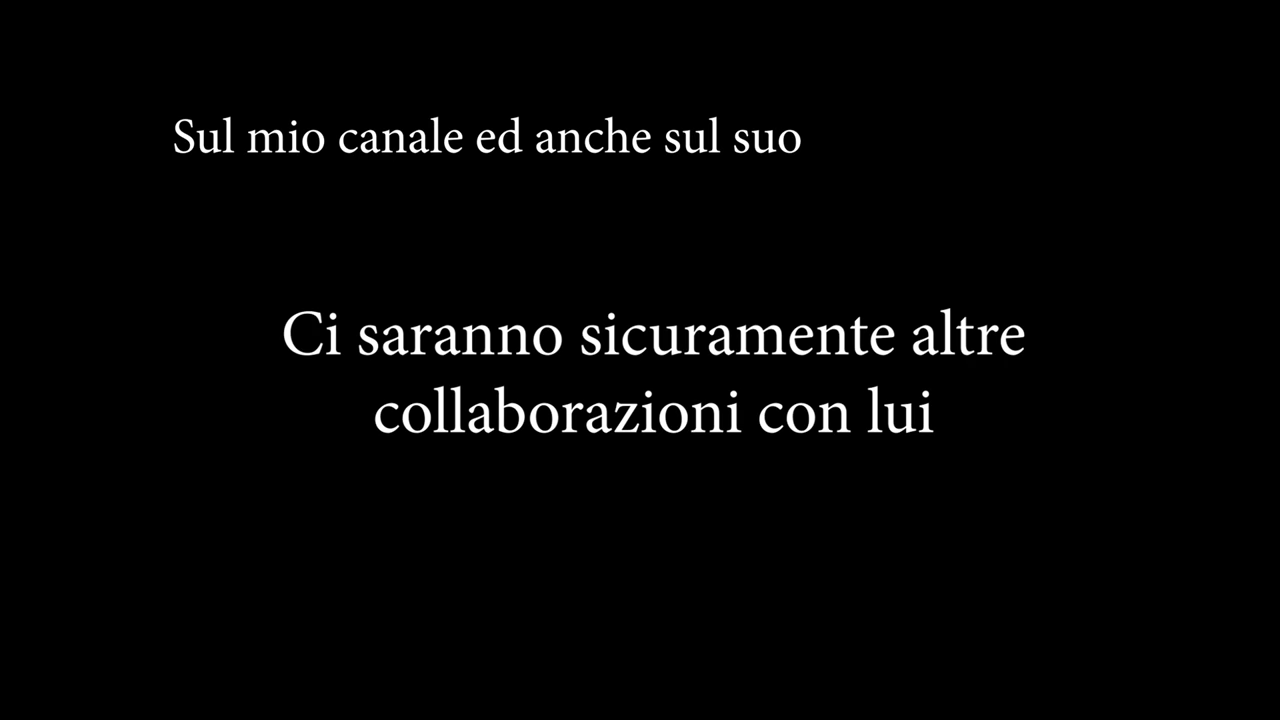 Sul mio canale ed anche sul suo
Ci saranno sicuramente altre
collaborazioni con lui